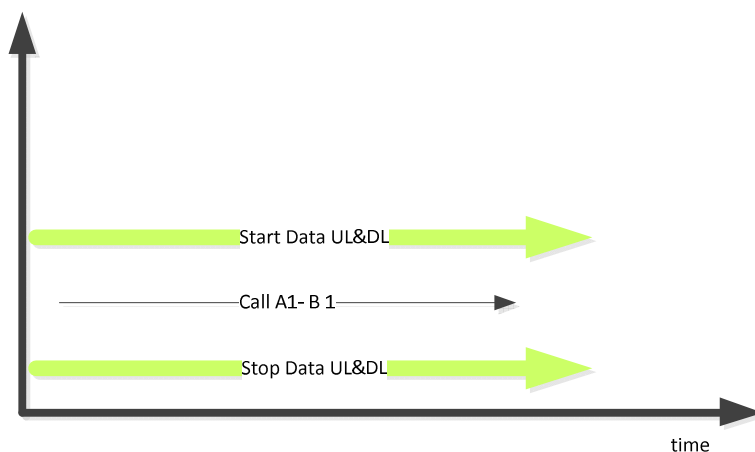 Start Data UL&DL
Call A1- B 1
Stop Data UL&DL
time